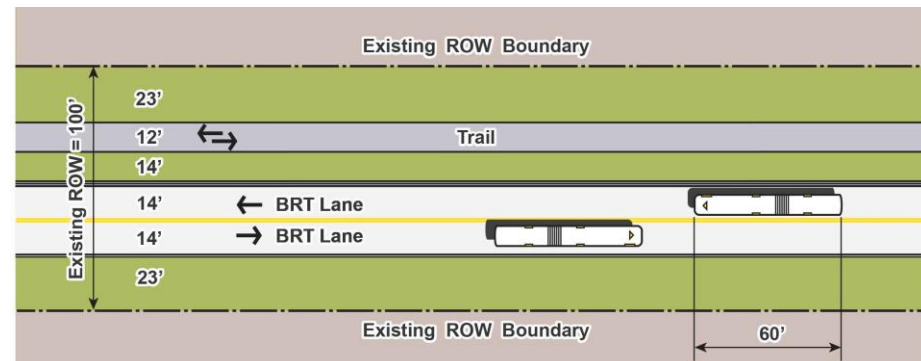 Existing ROW Boundary
Existing ROW = 100’
23’
12’
Trail
14’
14’
BRT Lane
14’
BRT Lane
23’
Existing ROW Boundary
60’